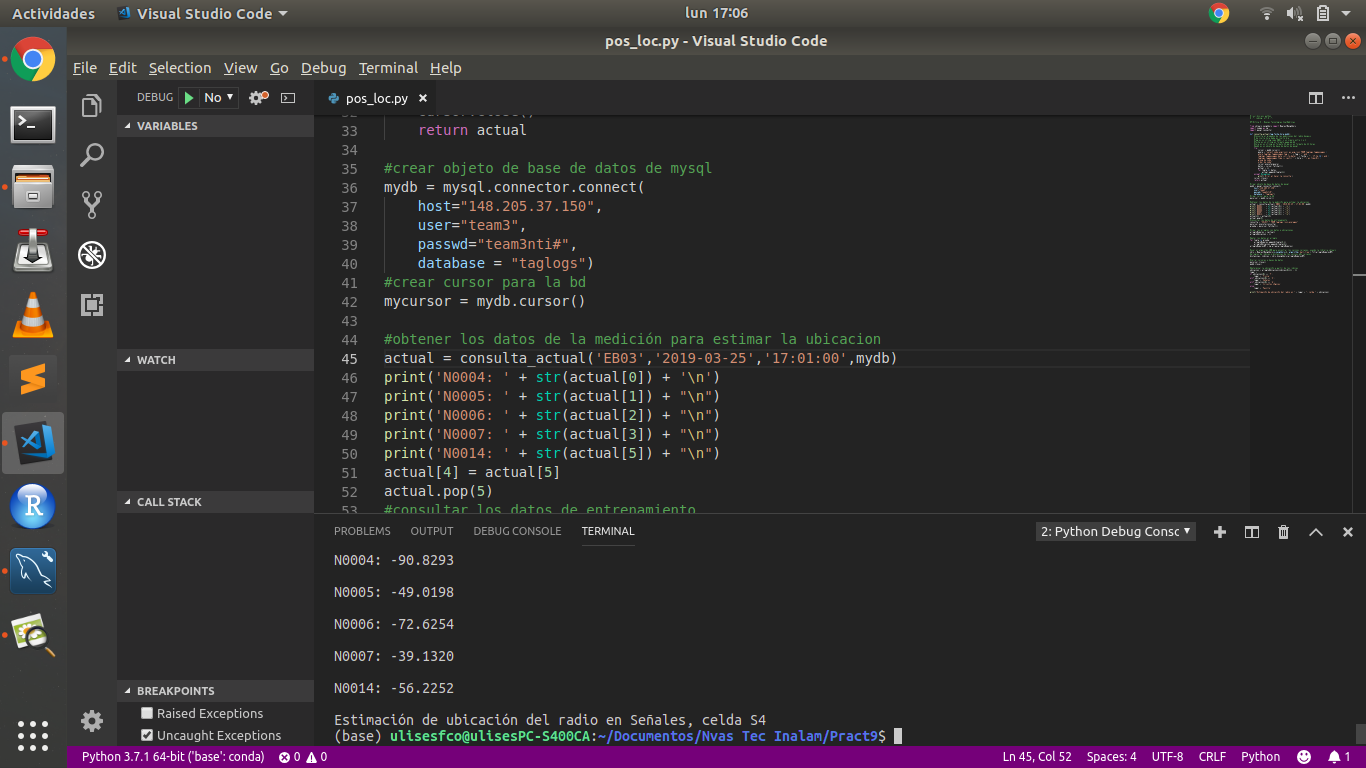 Actividades Visual Studio Code lun 17:06
pos_loc.py - Visual Studio Code
File Edit Selection View Go Debug Terminal Help
DEBUG No
pos_loc.py
VARIABLES
WATCH
CALL STACK
BREAKPOINTS
Raised Exceptions
Uncaught Exceptions
33 return actual
34
35 #crear objeto de base de datos de mysql
36 mydb = mysql.connector.connect(
37 host="148.205.37.150",
38 user="team3",
39 passwd="team3nti#",
40 database = "taglogs")
41 #crear cursor para la bd
42 mycursor = mydb.cursor()
43
44 #obtener los datos de la medición para estimar la ubicacion
45 actual = consulta_actual('EB03','2019-03-25','17:01:00',mydb)
46 print('N0004: ' + str(actual[0]) + '\n')
47 print('N0005: ' + str(actual[1]) + "\n")
48 print('N0006: ' + str(actual[2]) + "\n")
49 print('N0007: ' + str(actual[3]) + "\n")
50 print('N0014: ' + str(actual[5]) + "\n")
51 actual[4] = actual[5]
52 actual.pop(5)
53 #consultar los datos de entrenamiento
PROBLEMS OUTPUT DEBUG CONSOLE TERMINAL
2: Python Debug Consc
N0004: -90.8293
N0005: -49.0198
N0006: -72.6254
N0007: -39.1320
N0014: -56.2252
Estimación de ubicación del radio en Señales, celda S4
(base) ulisesfco@ulisesPC-S400CA:~/Documentos/Nvas Tec Inalam/Pract9$
Python 3.7.1 64-bit ('base': conda) 0 0
Ln 45, Col 52 Spaces: 4 UTF-8 CRLF Python 1